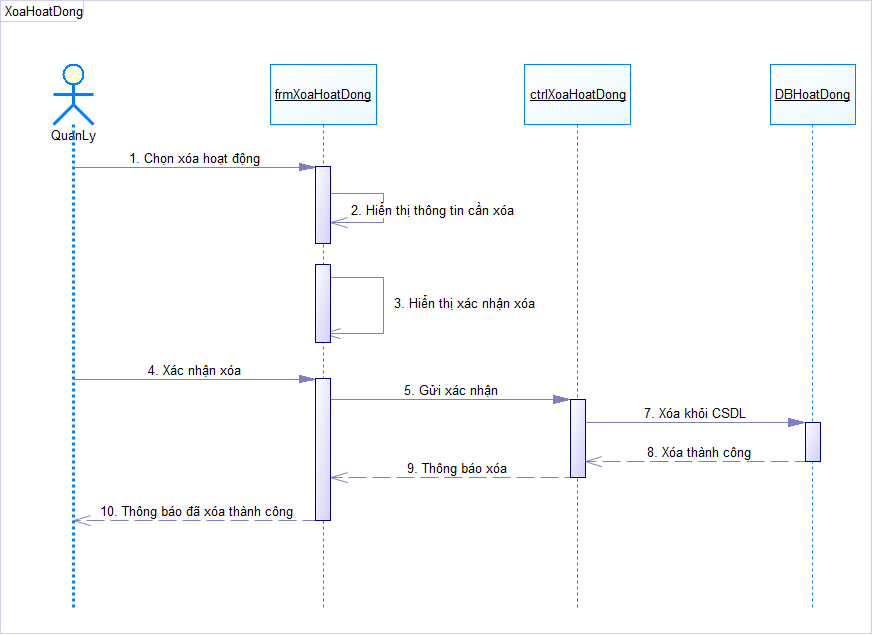 XoaHoatDong
QuanLy
frmXoaHoatDong
ctrlXoaHoatDong
DBHoatDong
1. Chọn xóa hoạt động
2. Hiển thị thông tin cần xóa
3. Hiển thị xác nhận xóa
4. Xác nhận xóa
5. Gửi xác nhận
7. Xóa khỏi CSDL
8. Xóa thành công
9. Thông báo xóa
10. Thông báo đã xóa thành công